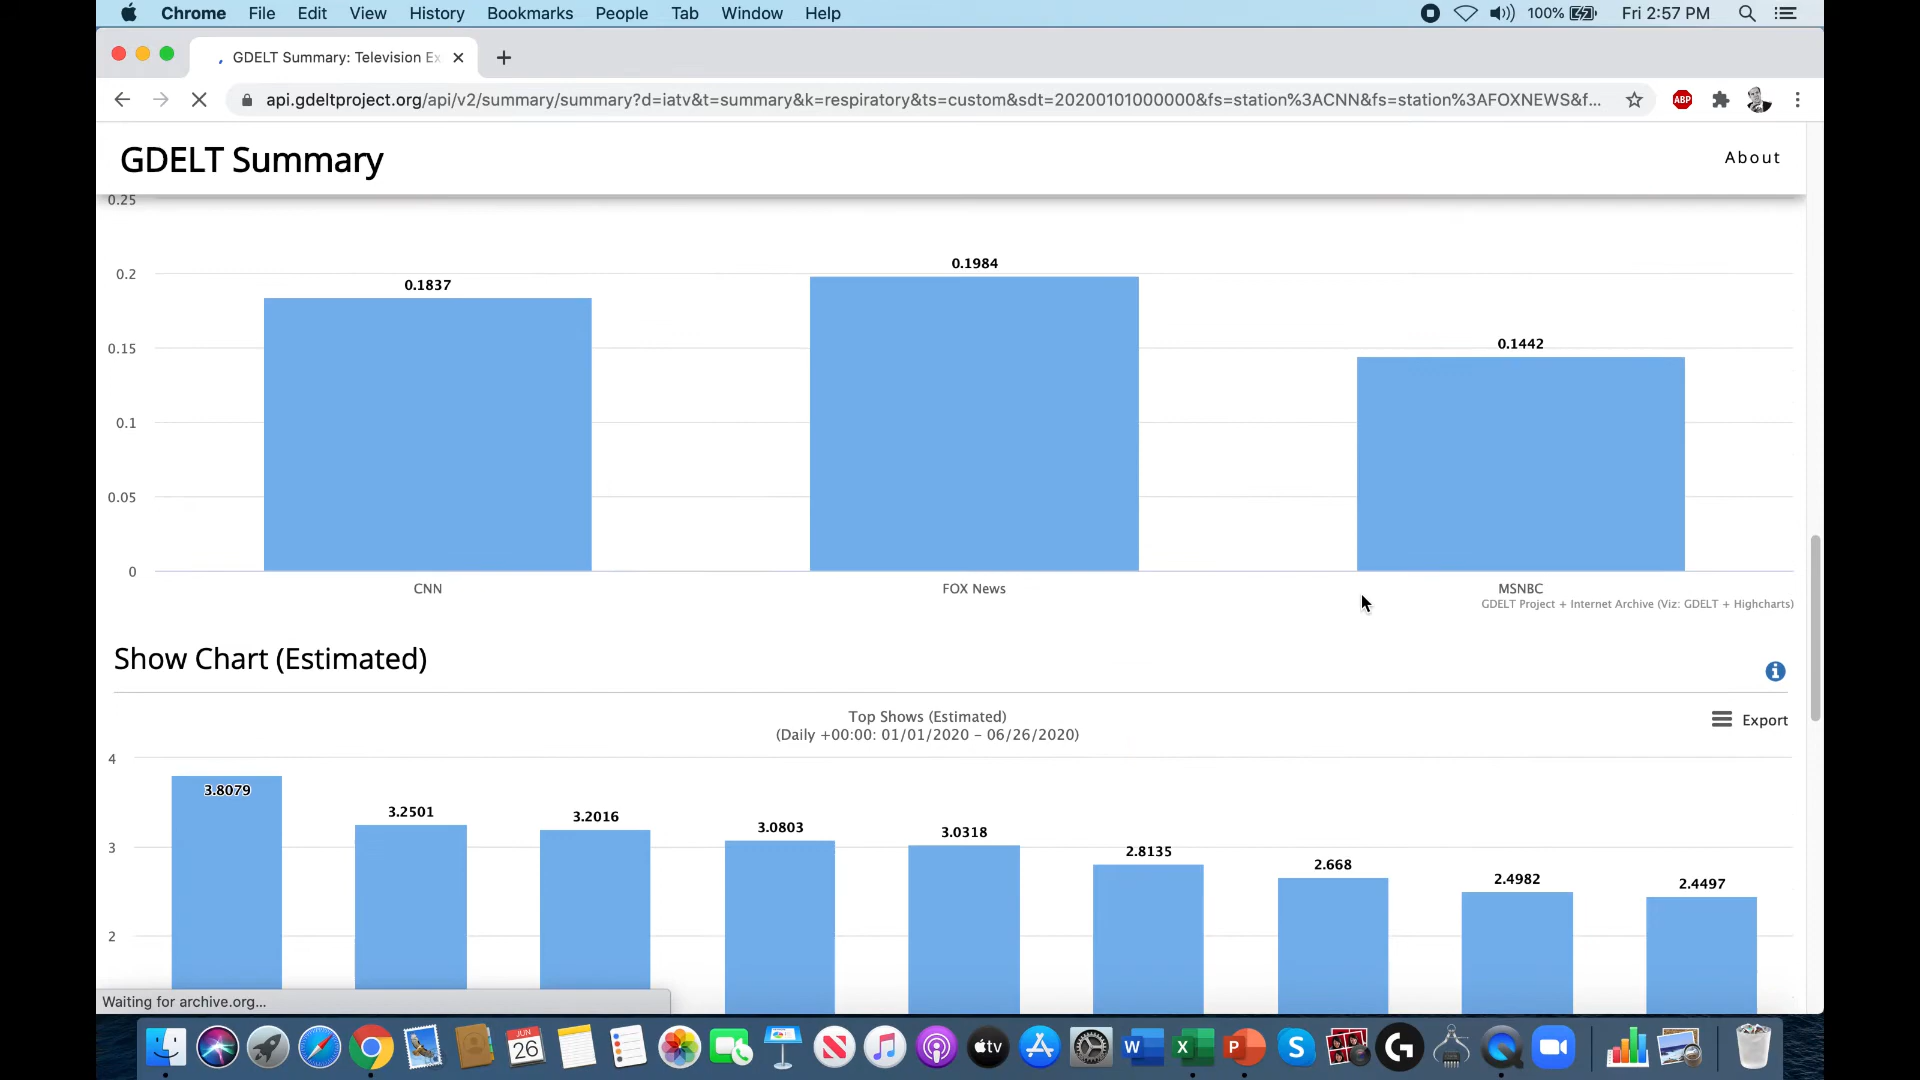 Chrome File Edit View History Bookmarks People Tab Window Help 100% Fri 2:57 PM
GDELT Summary: Television Ex
api.gdeltproject.org/api/v2/summary/summary?d=iatv&t=summary&k=respiratory&ts=custom&sdt=20200101000000&fs=station%3ACNN&fs=station%3AFOXNEWS&f...
ABP
GDELT Summary
About
0.25
0.2
0.15
0.1
0.05
0
0.1837
0.1984
0.1442
CNN
FOX News
MSNBC
GDELT Project + Internet Archive (Viz: GDELT + Highcharts)
Show Chart (Estimated)
Top Shows (Estimated)
(Daily +00:00: 01/01/2020 - 06/26/2020)
Export
4
3
2
3.8079
3.2501
3.2016
3.0803
3.0318
2.8135
2.668
2.4982
2.4497
Waiting for archive.org...
JUN
26
tv
W
X
P
S
G